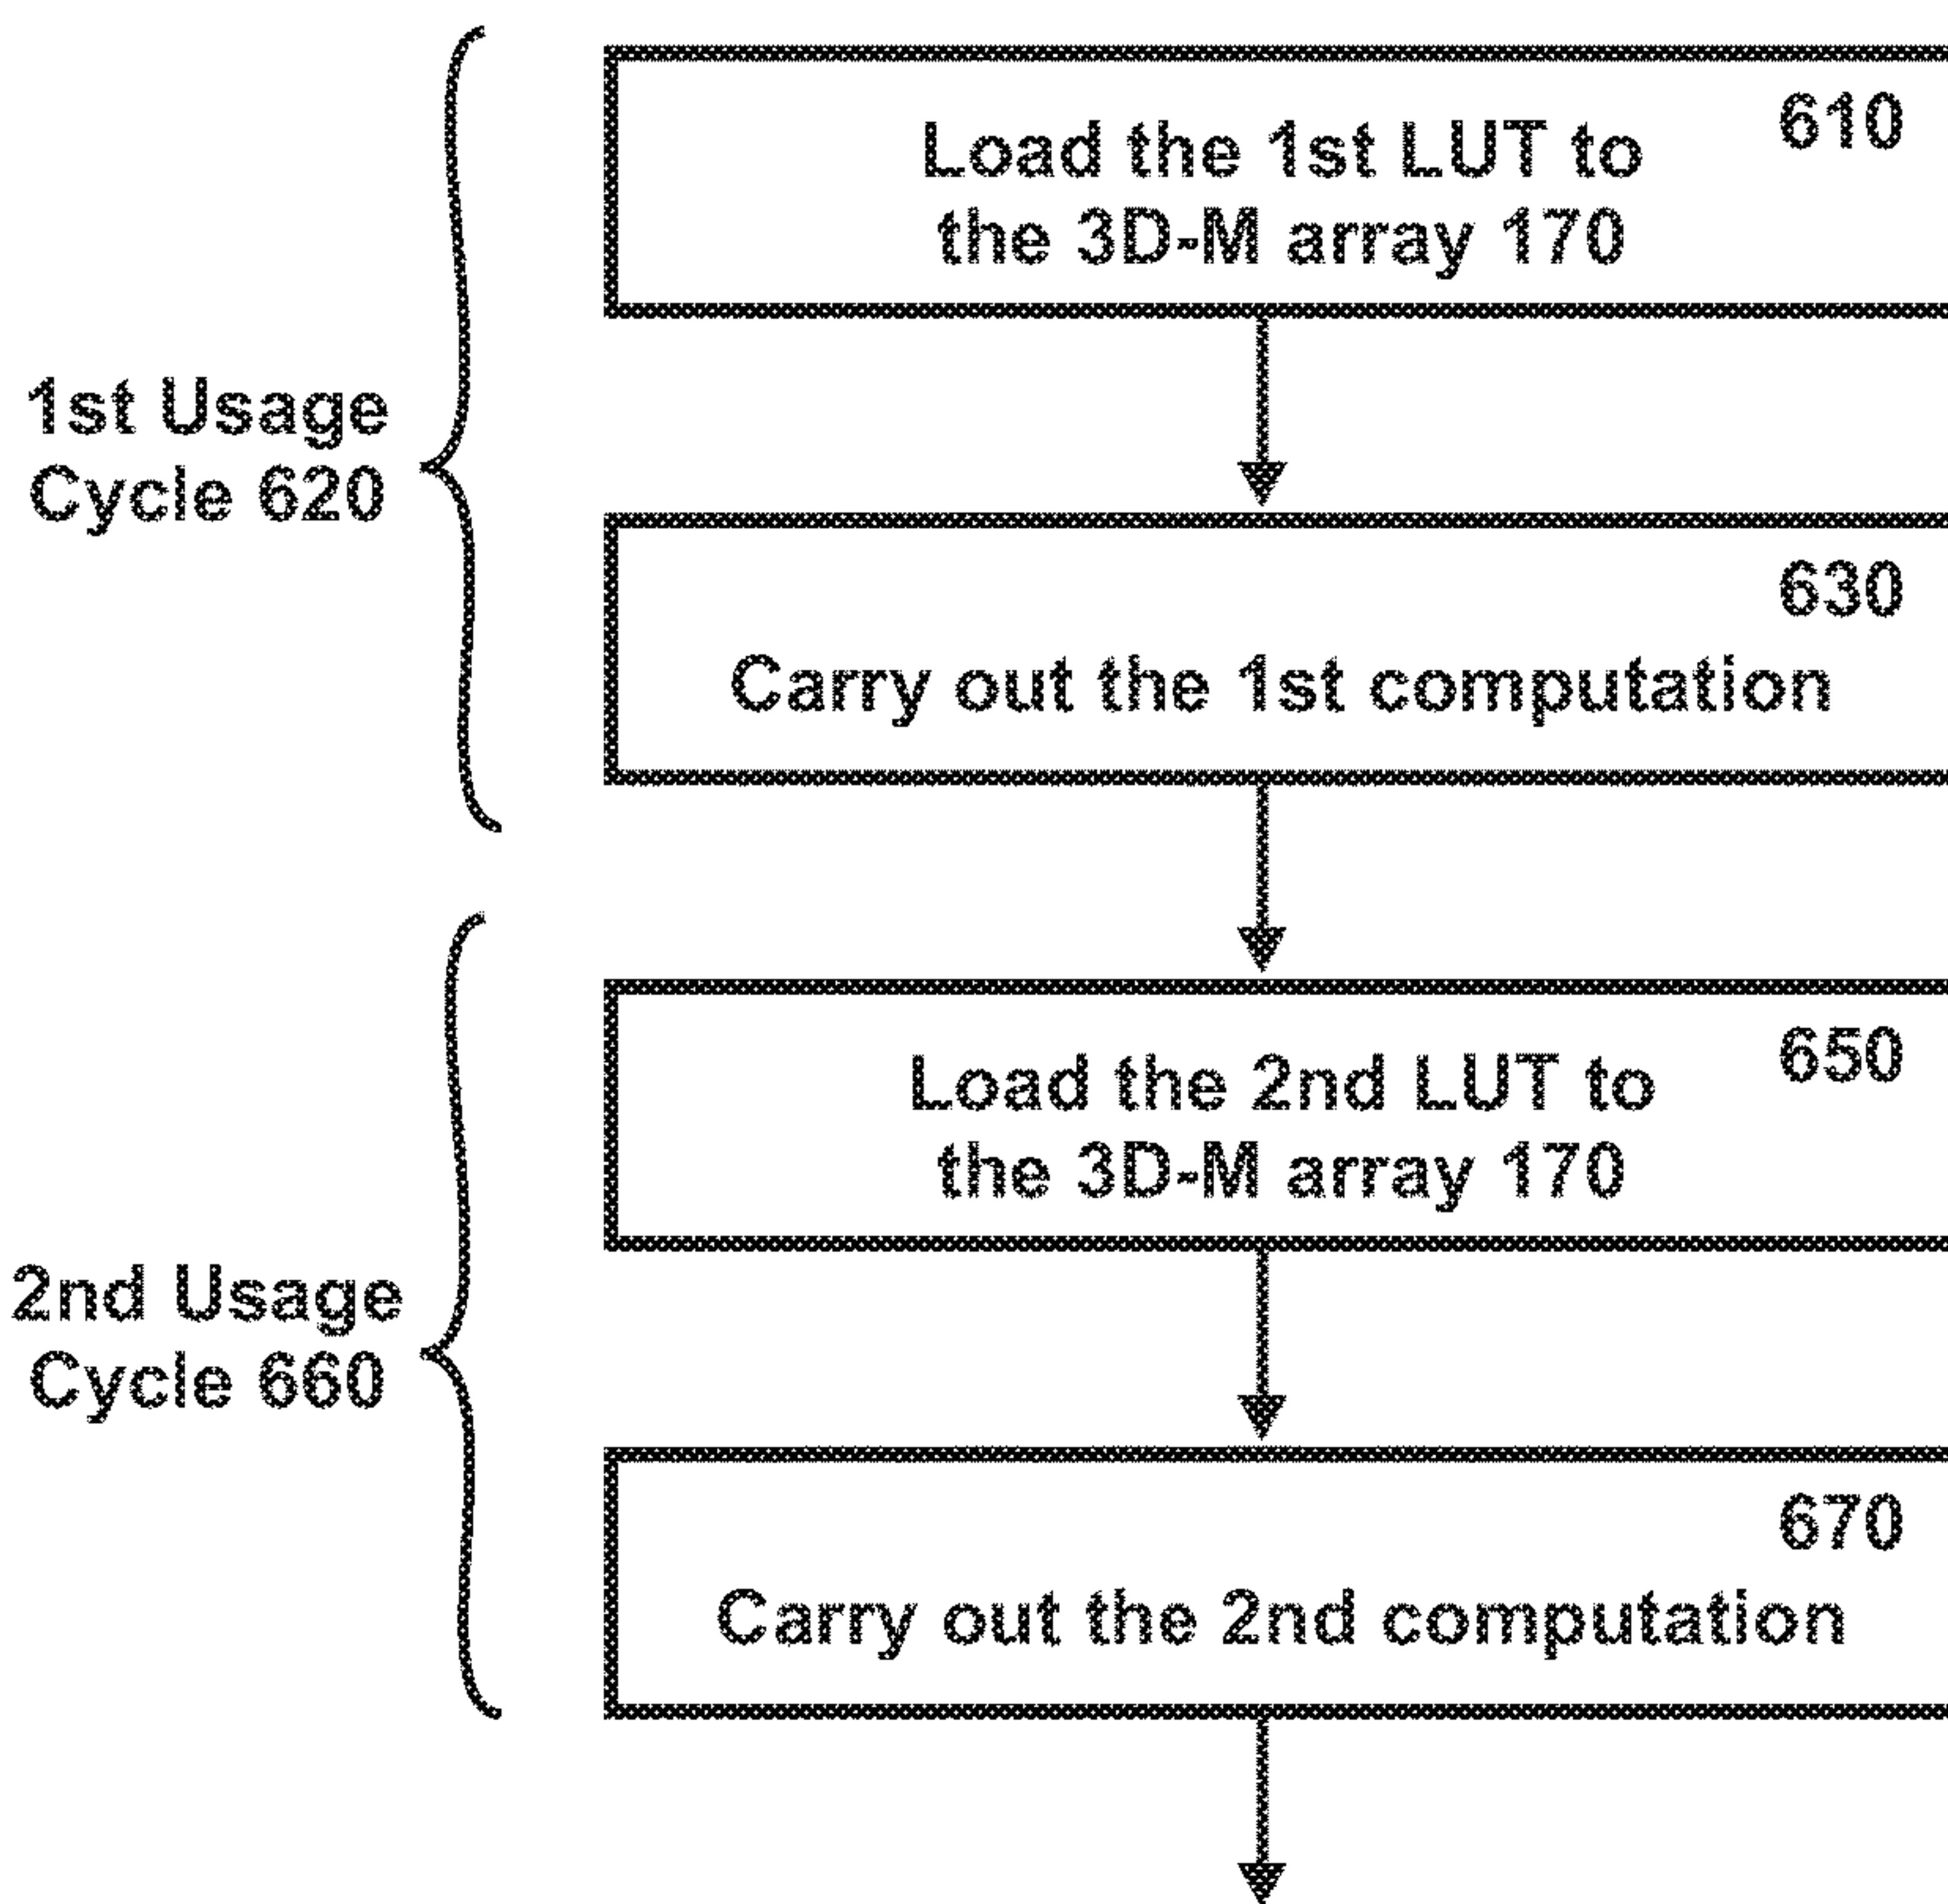 610
Load the 1st LUT to
the 3D-M array 170
1st Usage
Cycle 620
630
Carry out the 1st computation
650
Load the 2nd LUT to
the 3D-M array 170
2nd Usage
Cycle 660
670
Carry out the 2nd computation